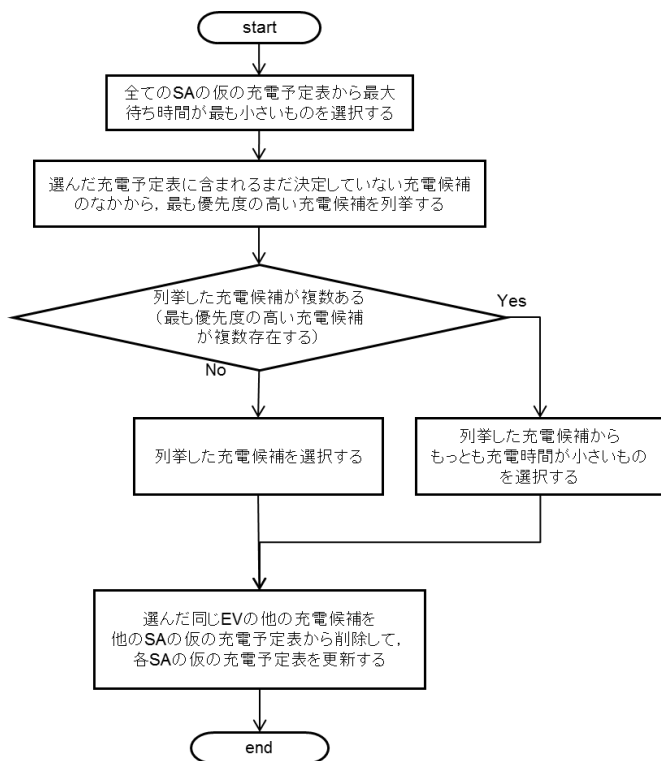 start
全てのSAの仮の充電予定表から最大
待ち時間が最も小さいものを選択する
選んだ充電予定表に含まれるまだ決定していない充電候補
のなかから，最も優先度の高い充電候補を列挙する
列挙した充電候補が複数ある
（最も優先度の高い充電候補
が複数存在する）
Yes
No
列挙した充電候補を選択する
列挙した充電候補から
もっとも充電時間が小さいもの
を選択する
選んだ同じEVの他の充電候補を
他のSAの仮の充電予定表から削除して，
各SAの仮の充電予定表を更新する
end